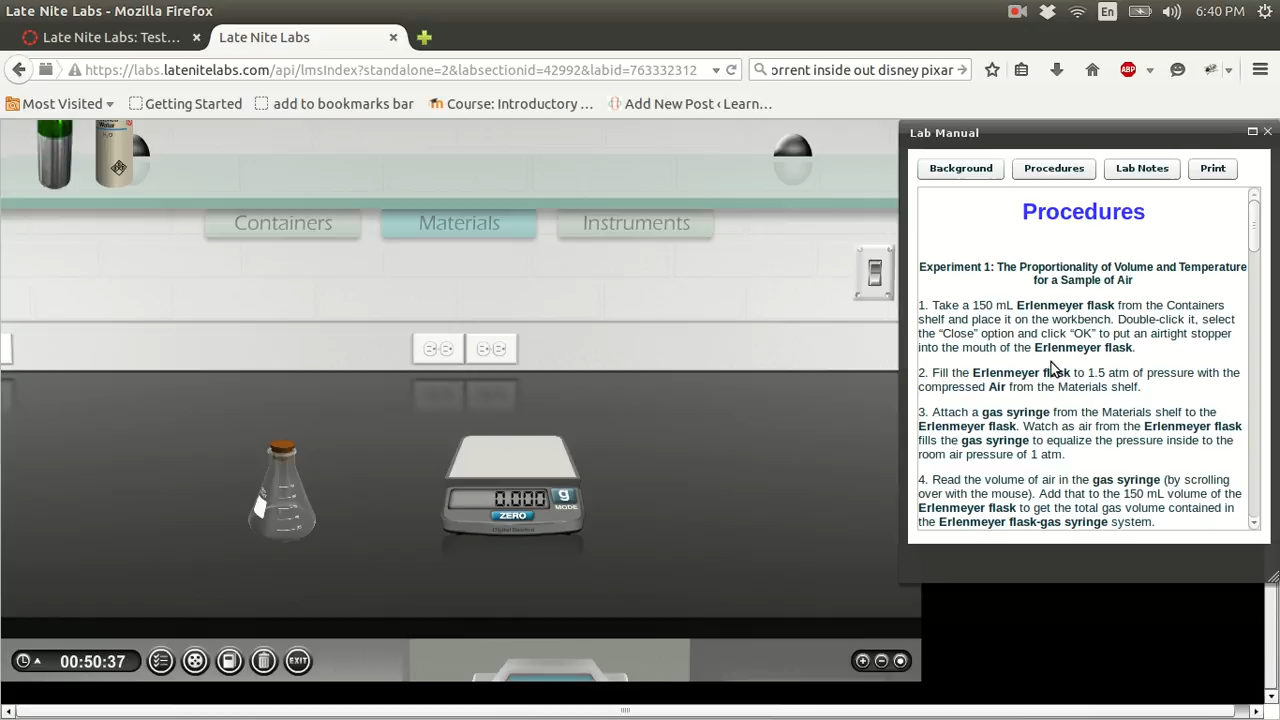 Late Nite Labs - Mozilla Firefox
En
6:40 PM
Late Nite Labs: Test...
Late Nite Labs
https://labs.latenitelabs.com/api/lmsIndex?standalone=2&labsectionid=42992&labid=763332312
orrent inside out disney pixar
ABP
Most Visited
Getting Started
add to bookmarks bar
Course: Introductory ...
Add New Post ‹ Learn...
Containers
Materials
Instruments
0.000
g
MODE
ZERO
Digital Balance
00:50:37
EXIT
Lab Manual
Background
Procedures
Lab Notes
Print
Procedures
Experiment 1: The Proportionality of Volume and Temperature
for a Sample of Air
1. Take a 150 mL Erlenmeyer flask from the Containers
shelf and place it on the workbench. Double-click it, select
the “Close” option and click “OK” to put an airtight stopper
into the mouth of the Erlenmeyer flask.
2. Fill the Erlenmeyer flask to 1.5 atm of pressure with the
compressed Air from the Materials shelf.
3. Attach a gas syringe from the Materials shelf to the
Erlenmeyer flask. Watch as air from the Erlenmeyer flask
fills the gas syringe to equalize the pressure inside to the
room air pressure of 1 atm.
4. Read the volume of air in the gas syringe (by scrolling
over with the mouse). Add that to the 150 mL volume of the
Erlenmeyer flask to get the total gas volume contained in
the Erlenmeyer flask-gas syringe system.